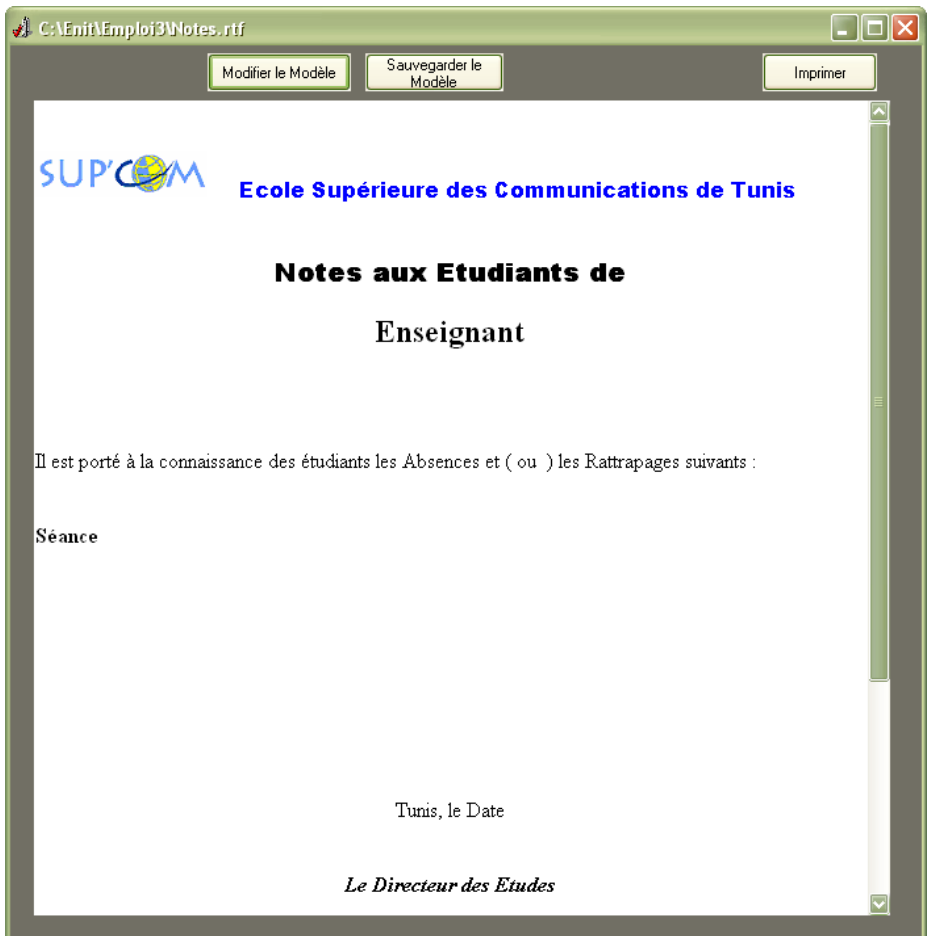 C:\Enit\Emploi3\Notes.rtf
Modifier le Modèle
Sauvegarder le
Modèle
Imprimer
SUP'COM
Ecole Supérieure des Communications de Tunis
Notes aux Etudiants de
Enseignant
Il est porté à la connaissance des étudiants les Absences et ( ou  ) les Rattrapages suivants :
Séance
Tunis, le Date
Le Directeur des Etudes